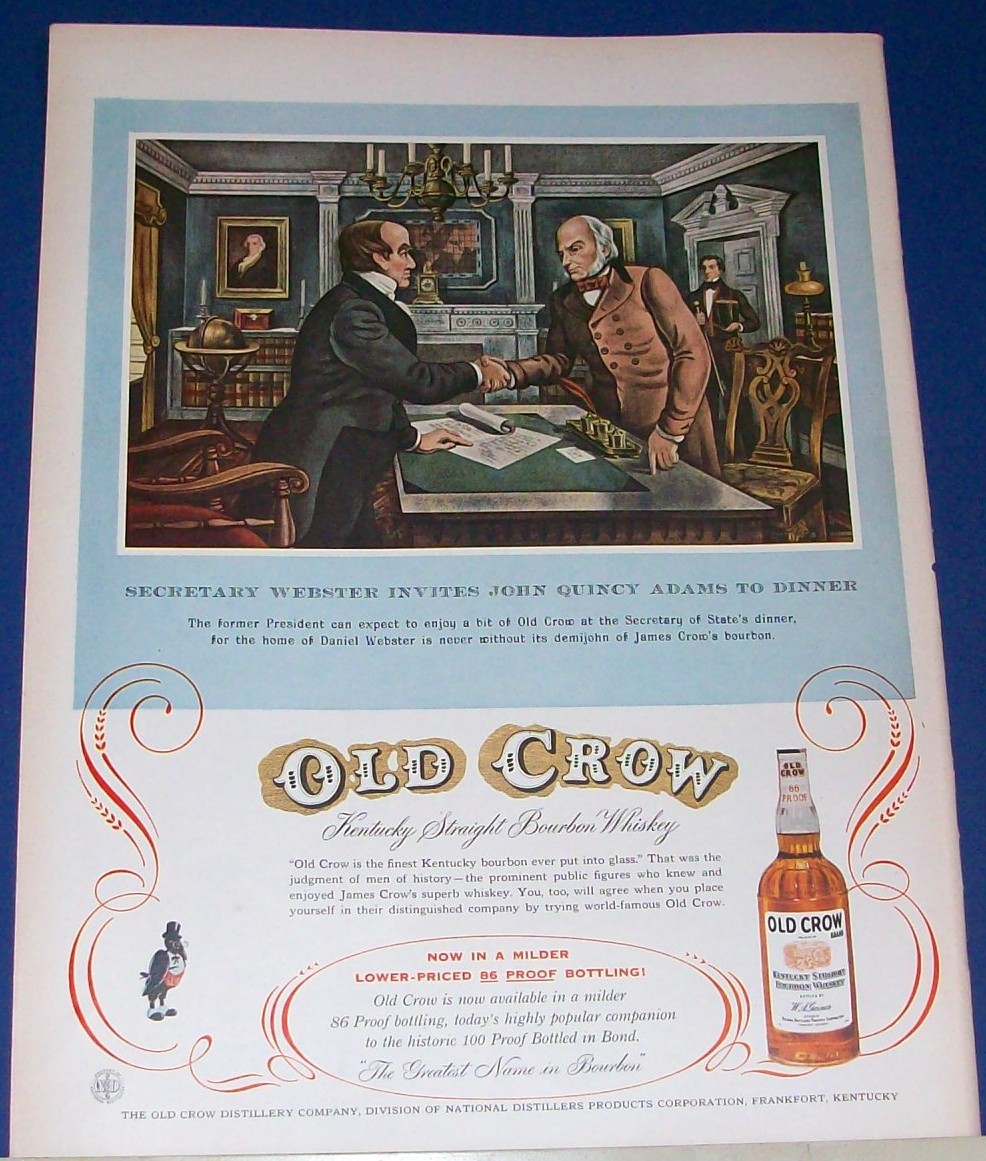 SECRETARY WEBSTER INVITES JOHN QUINCY ADAMS TO DINNER
The former President can expect to enjoy a bit of Old Crow at the Secretary of State's dinner,
for the home of Daniel Webster is never without its demijohn of James Crow's bourbon.
OLD CROW
Kentucky Straight Bourbon Whiskey
"Old Crow is the finest Kentucky bourbon ever put into glass." That was the
judgment of men of history—the prominent public figures who knew and
enjoyed James Crow's superb whiskey. You, too, will agree when you place
yourself in their distinguished company by trying world-famous Old Crow.
NOW IN A MILDER
LOWER-PRICED 86 PROOF BOTTLING!
Old Crow is now available in a milder
86 Proof bottling, today's highly popular companion
to the historic 100 Proof Bottled in Bond.
"The Greatest Name in Bourbon"
OLD
CROW
86
PROOF
OLD CROW
BRAND
KENTUCKY STRAIGHT
BOURBON WHISKEY
BOTTLED BY
THE OLD CROW DISTILLERY COMPANY, DIVISION OF NATIONAL DISTILLERS PRODUCTS CORPORATION, FRANKFORT, KENTUCKY